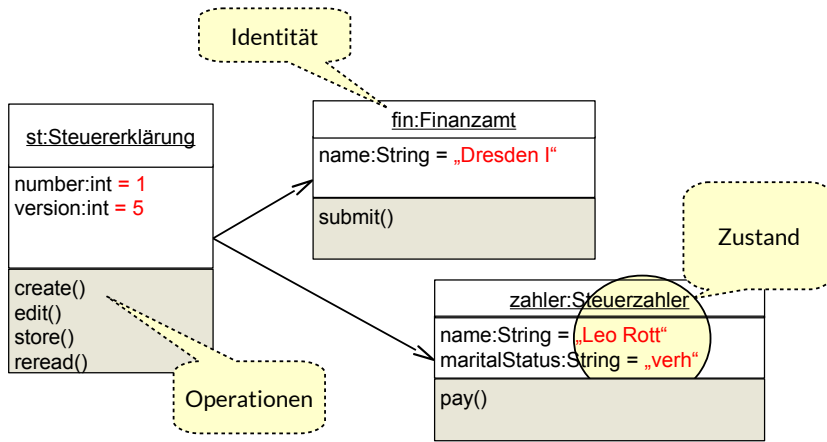 Identität
st:Steuererklärung
number:int = 1
version:int = 5
create()
edit()
store()
reread()
Operationen
fin:Finanzamt
name:String = „Dresden I“
submit()
Zustand
zahler:Steuerzahler
name:String = „Leo Rott“
maritalStatus:String = „verh“
pay()